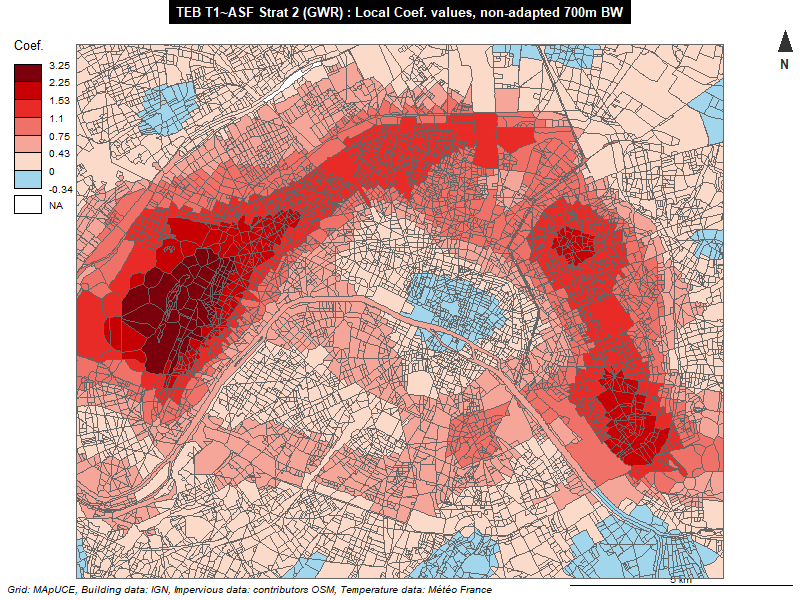 TEB T1~ASF Strat 2 (GWR) : Local Coef. values, non-adapted 700m BW
Coef.
3.25
2.25
1.53
1.1
0.75
0.43
0
-0.34
NA
N
5 km
Grid: MApUCE, Building data: IGN, Impervious data: contributors OSM, Temperature data: Météo France